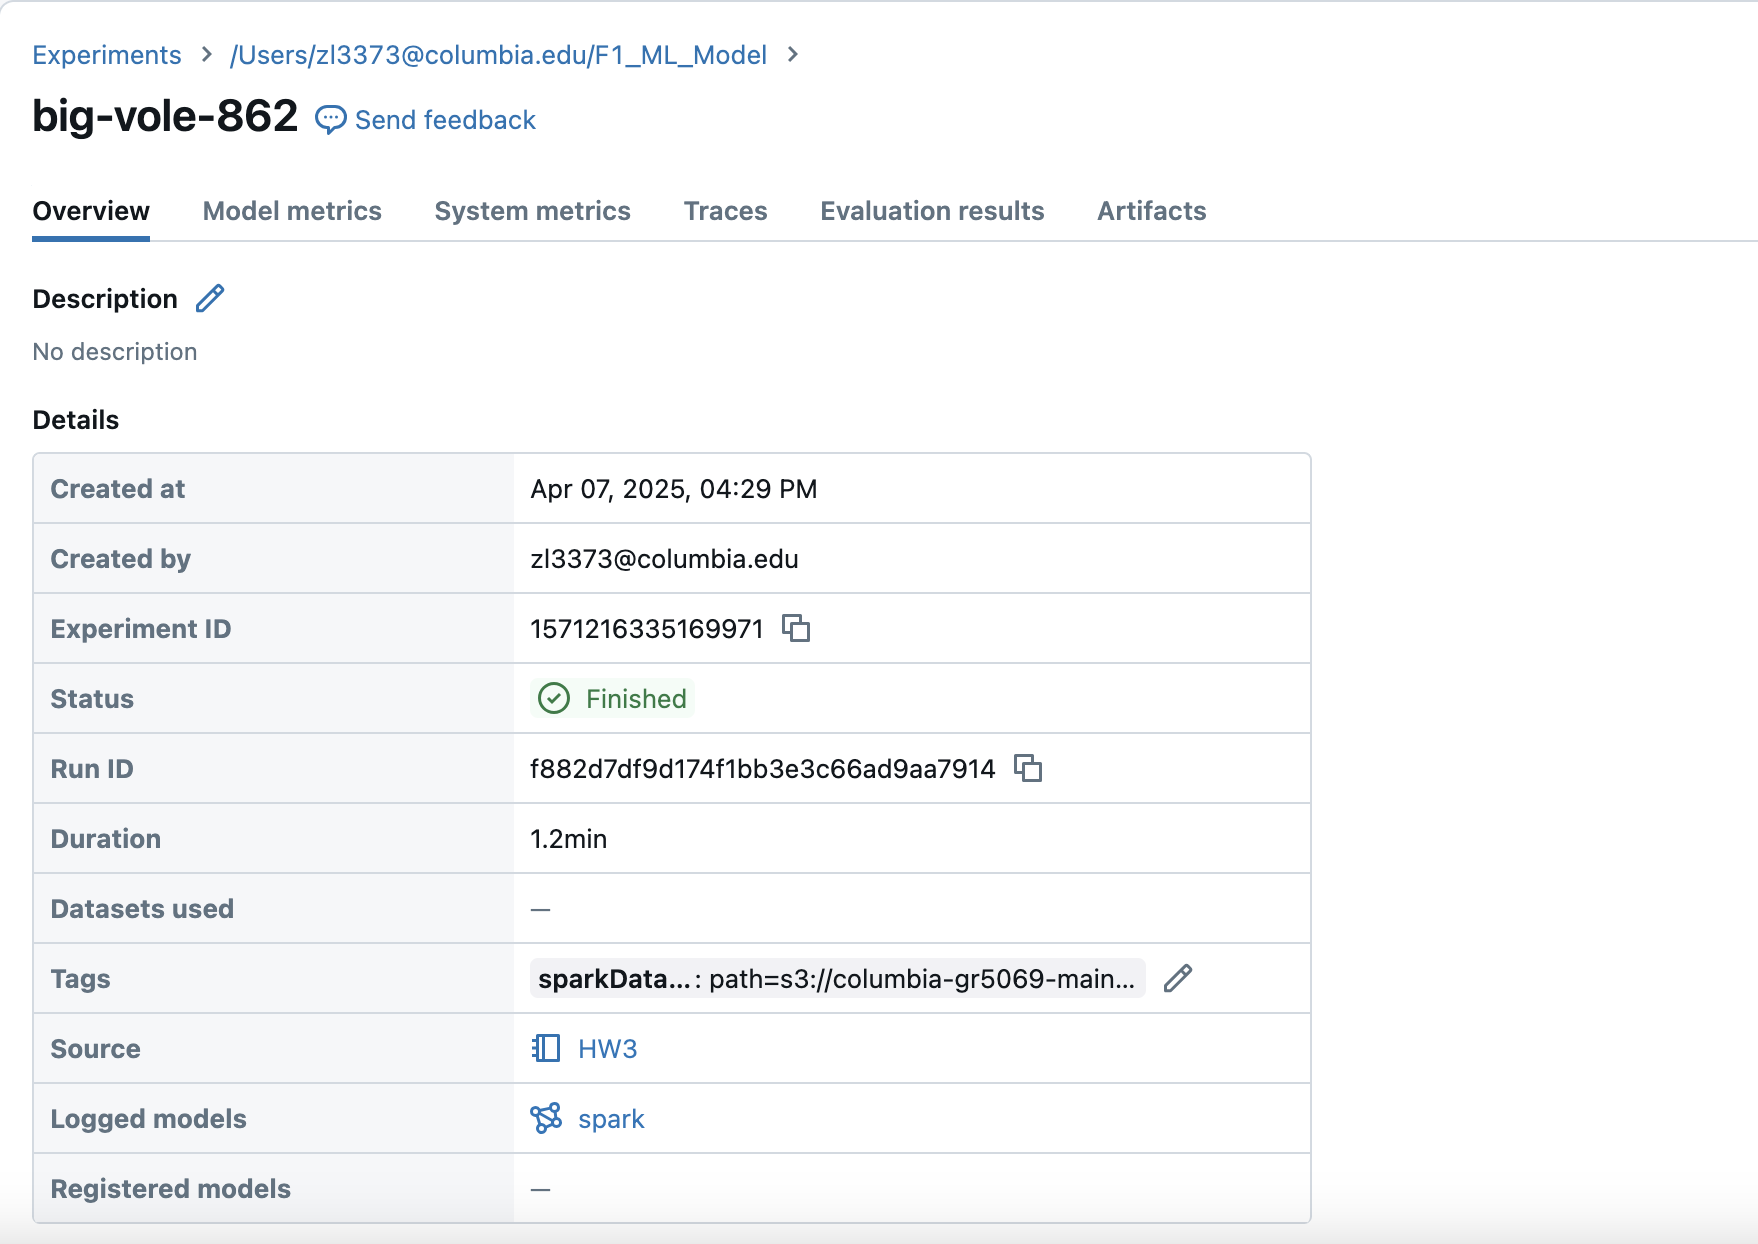 Experiments > /Users/zl3373@columbia.edu/F1_ML_Model >
big-vole-862 Send feedback
Overview Model metrics System metrics Traces Evaluation results Artifacts
Description
No description
Details
Created at Apr 07, 2025, 04:29 PM
Created by zl3373@columbia.edu
Experiment ID 1571216335169971
Status Finished
Run ID f882d7df9d174f1bb3e3c66ad9aa7914
Duration 1.2min
Datasets used —
Tags sparkData... : path=s3://columbia-gr5069-main...
Source HW3
Logged models spark
Registered models —